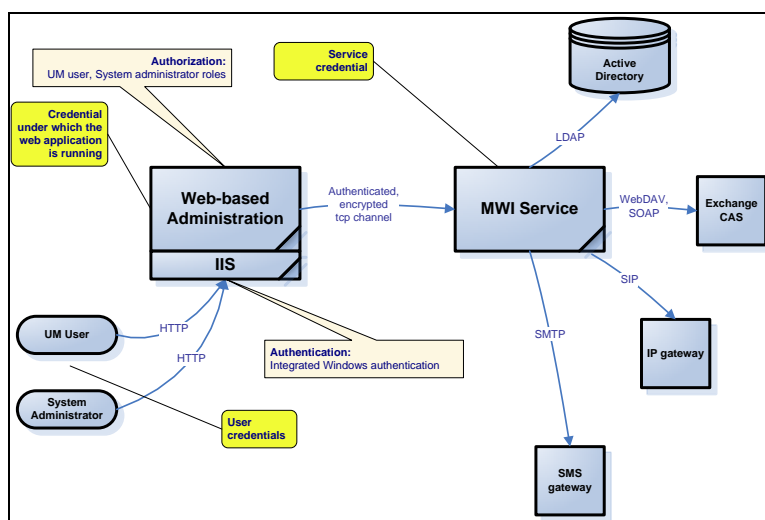 Authorization:
UM user, System administrator roles
Service
credential
Active
Directory
Credential
under which the
web application
is running
LDAP
Web-based
Administration
IIS
Authenticated,
encrypted
tcp channel
MWI Service
WebDAV,
SOAP
Exchange
CAS
SIP
UM User
HTTP
HTTP
SMTP
IP gateway
Authentication:
Integrated Windows authentication
System
Administrator
User
credentials
SMS
gateway